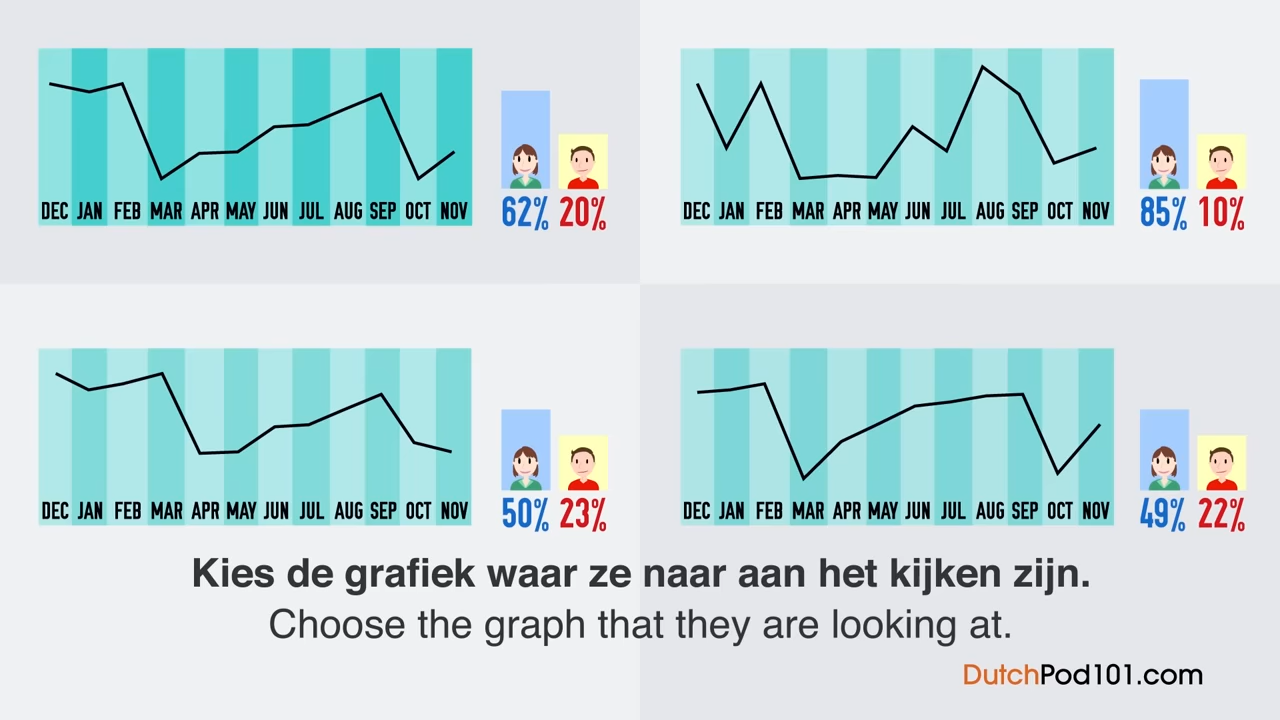 DEC JAN FEB MAR APR MAY JUN JUL AUG SEP OCT NOV
62% 20%
DEC JAN FEB MAR APR MAY JUN JUL AUG SEP OCT NOV
85% 10%
DEC JAN FEB MAR APR MAY JUN JUL AUG SEP OCT NOV
50% 23%
DEC JAN FEB MAR APR MAY JUN JUL AUG SEP OCT NOV
49% 22%
Kies de grafiek waar ze naar aan het kijken zijn.
Choose the graph that they are looking at.
DutchPod101.com